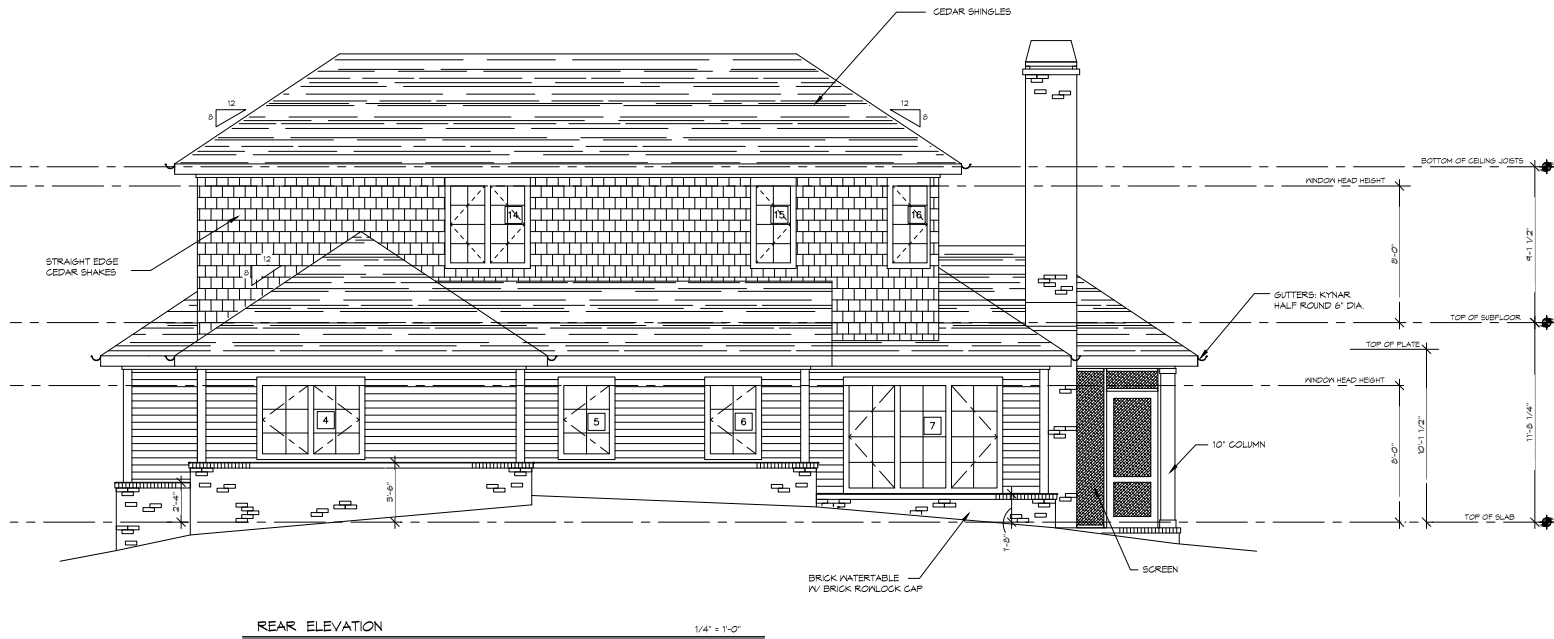 CEDAR SHINGLES
12
8
12
8
BOTTOM OF CEILING JOISTS
WINDOW HEAD HEIGHT
14
15
16
8'-0"
9'-1 1/2"
STRAIGHT EDGE
CEDAR SHAKES
12
8
GUTTERS: KYNAR
HALF ROUND 6" DIA.
TOP OF SUBFLOOR
TOP OF PLATE
WINDOW HEAD HEIGHT
4
5
6
7
8'-0"
10'-1 1/2"
11'-8 1/4"
10" COLUMN
2'-4"
3'-6"
1'-8"
TOP OF SLAB
SCREEN
BRICK WATERTABLE
W/ BRICK ROWLOCK CAP
REAR ELEVATION
1/4" = 1'-0"